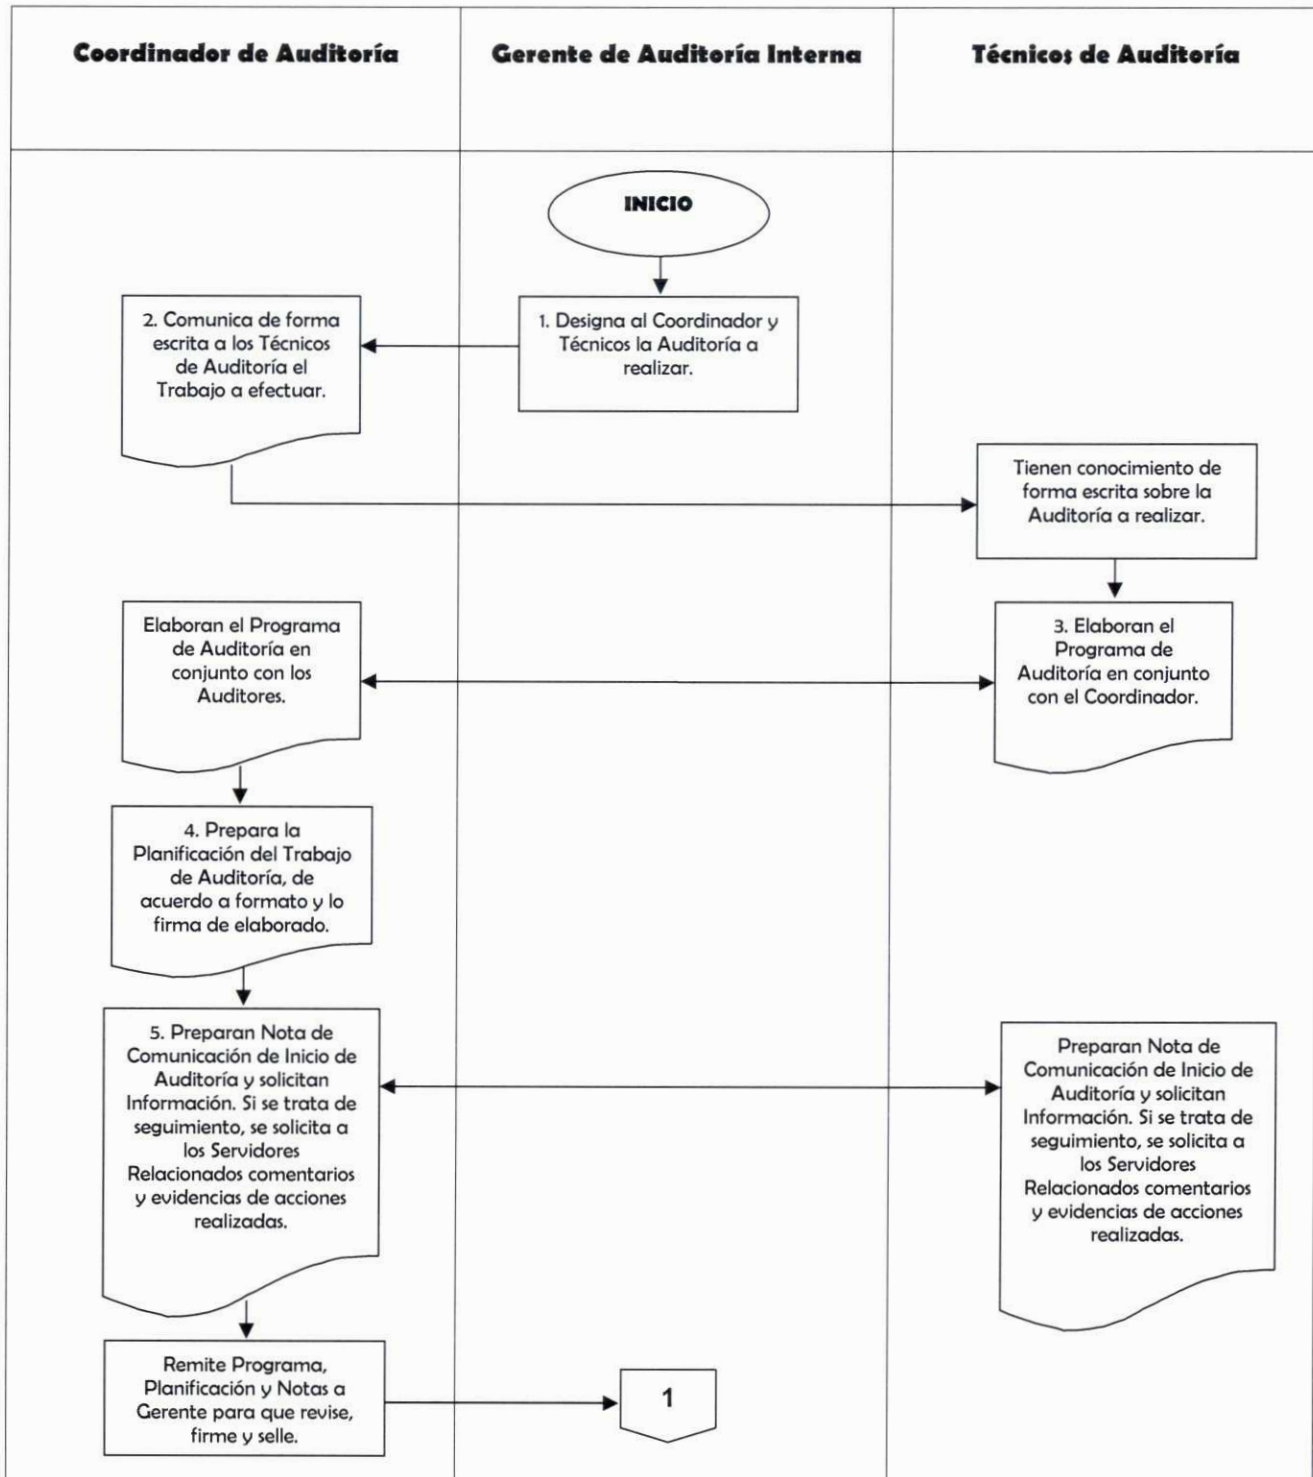 Coordinador de Auditoría
Gerente de Auditoría Interna
Técnicos de Auditoría
INICIO
1. Designa al Coordinador y
Técnicos la Auditoría a
realizar.
2. Comunica de forma
escrita a los Técnicos
de Auditoría el
Trabajo a efectuar.
Tienen conocimiento de
forma escrita sobre la
Auditoría a realizar.
Elaboran el Programa
de Auditoría en
conjunto con los
Auditores.
3. Elaboran el
Programa de
Auditoría en conjunto
con el Coordinador.
4. Prepara la
Planificación del Trabajo
de Auditoría, de
acuerdo a formato y lo
firma de elaborado.
5. Preparan Nota de
Comunicación de Inicio de
Auditoría y solicitan
Información. Si se trata de
seguimiento, se solicita a
los Servidores
Relacionados comentarios
y evidencias de acciones
realizadas.
Preparan Nota de
Comunicación de Inicio de
Auditoría y solicitan
Información. Si se trata de
seguimiento, se solicita a
los Servidores
Relacionados comentarios
y evidencias de acciones
realizadas.
Remite Programa,
Planificación y Notas a
Gerente para que revise,
firme y selle.
1